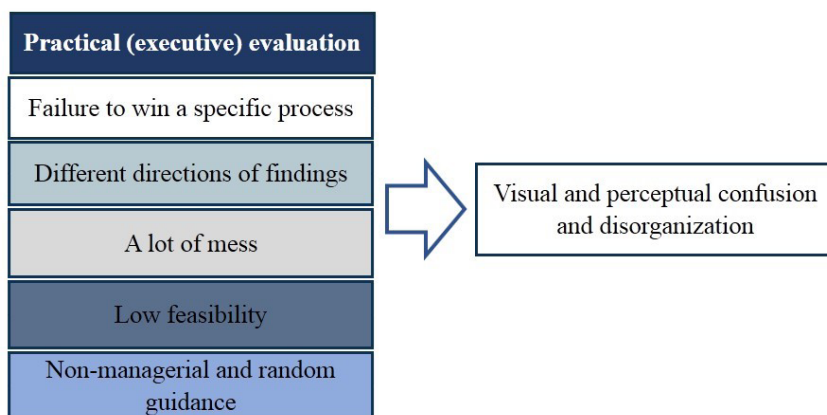 Practical (executive) evaluation
Failure to win a specific process
Different directions of findings
A lot of mess
Low feasibility
Non-managerial and random
guidance
Visual and perceptual confusion
and disorganization